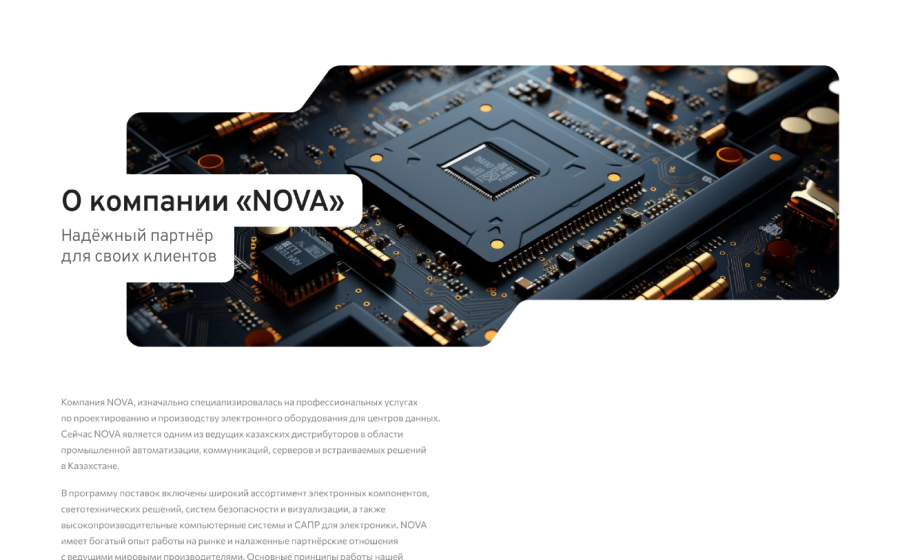 О компании «NOVA»
Надёжный партнёр
для своих клиентов
Компания NOVA, изначально специализировалась на профессиональных услугах
по проектированию и производству электронного оборудования для центров данных.
Сейчас NOVA является одним из ведущих казахских дистрибуторов в области
промышленной автоматизации, коммуникаций, серверов и встраиваемых решений
в Казахстане.
В программу поставок включены широкий ассортимент электронных компонентов,
светотехнических решений, систем безопасности и визуализации, а также
высокопроизводительные компьютерные системы и САПР для электроники. NOVA
имеет богатый опыт работы на рынке и налаженные партнёрские отношения
с ведущими мировыми производителями. Основные принципы работы нашей